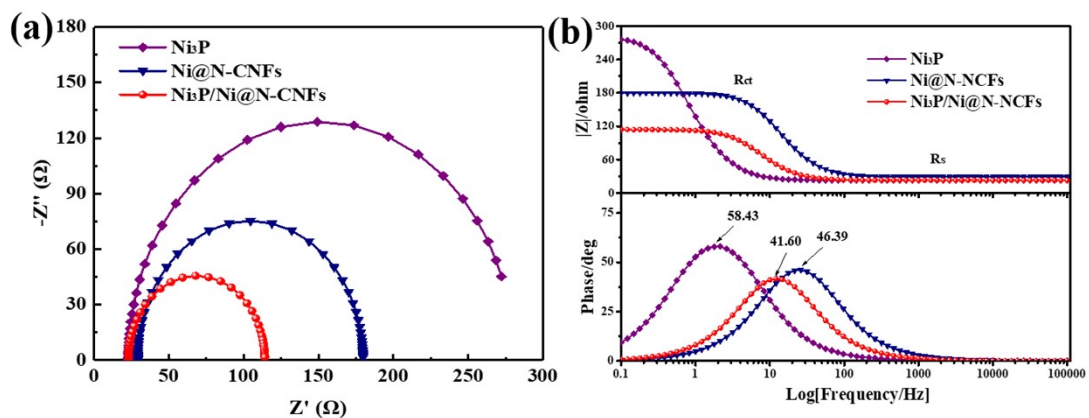 (a)
180
150
120
90
60
30
0
-Z'' (Ω)
Ni₃P
Ni@N-CNFs
Ni₃P/Ni@N-CNFs
0 50 100 150 200 250 300
Z' (Ω)
(b)
300
240
180
120
60
0
|Z|/ohm
Rct
Rs
Ni₃P
Ni@N-NCFs
Ni₃P/Ni@N-NCFs
75
50
25
0
Phase/deg
58.43
41.60
46.39
0.1 1 10 100 1000 10000 100000
Log[Frequency/Hz]